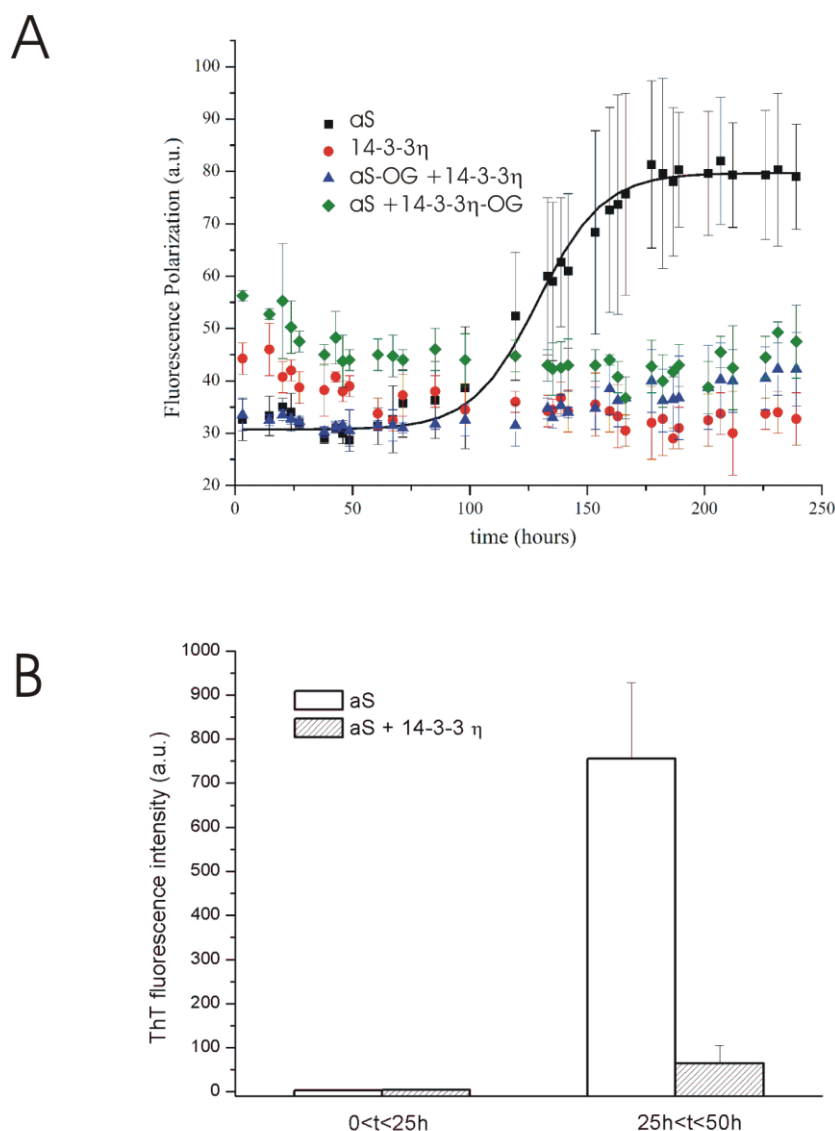 A
Fluorescence Polarization (a.u.)
100
90
80
70
60
50
40
30
20
aS
14-3-3η
aS-OG +14-3-3η
aS +14-3-3η-OG
0
50
100
150
200
250
time (hours)
B
ThT fluorescence intensity (a.u.)
1000
900
800
700
600
500
400
300
200
100
0
aS
aS + 14-3-3 η
0<t<25h
25h<t<50h